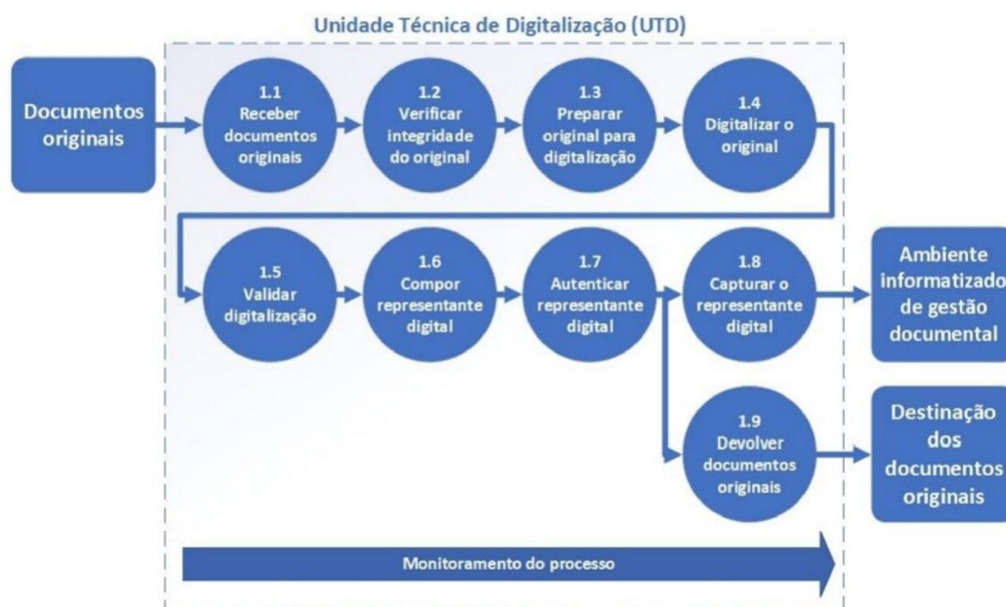 Unidade Técnica de Digitalização (UTD)
Documentos
originais
1.1
Receber
documentos
originais
1.2
Verificar
integridade
do original
1.3
Preparar
original para
digitalização
1.4
Digitalizar o
original
1.5
Validar
digitalização
1.6
Compor
representante
digital
1.7
Autenticar
representante
digital
1.8
Capturar o
representante
digital
Ambiente
informatizado
de gestão
documental
1.9
Devolver
documentos
originais
Destinação
dos
documentos
originais
Monitoramento do processo